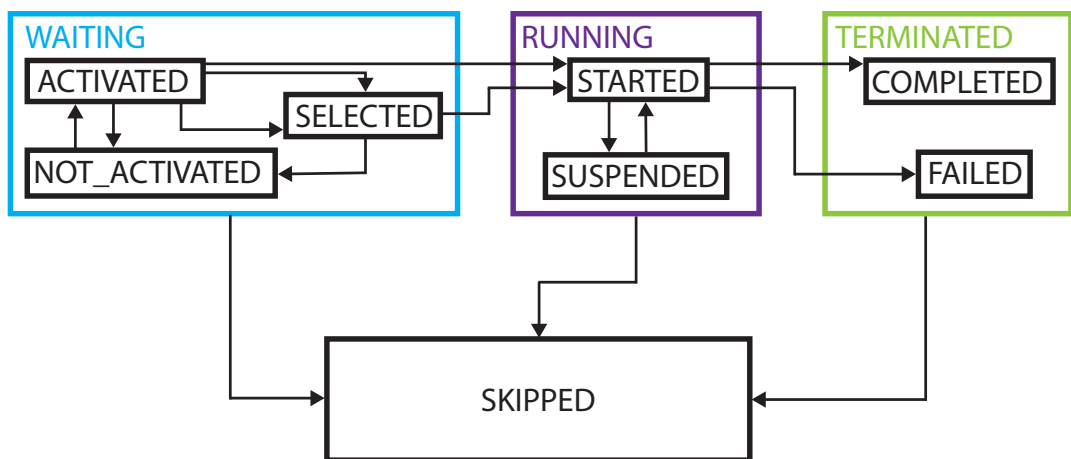 WAITING
ACTIVATED
SELECTED
NOT_ACTIVATED
RUNNING
STARTED
SUSPENDED
TERMINATED
COMPLETED
FAILED
SKIPPED